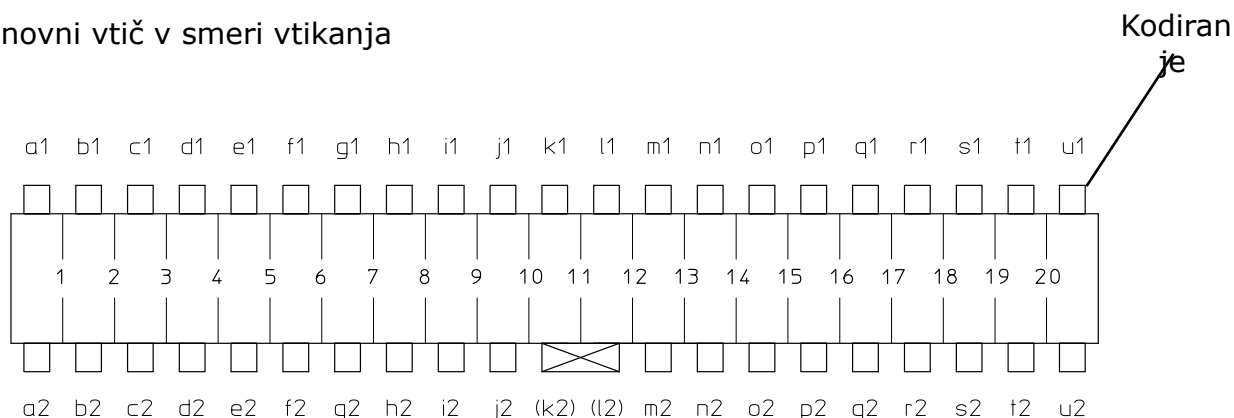 novni vtič v smeri vtikanja
Kodiran
je
a1 b1 c1 d1 e1 f1 g1 h1 i1 j1 k1 l1 m1 n1 o1 p1 q1 r1 s1 t1 u1
1 2 3 4 5 6 7 8 9 10 11 12 13 14 15 16 17 18 19 20
a2 b2 c2 d2 e2 f2 g2 h2 i2 j2 (k2) (l2) m2 n2 o2 p2 q2 r2 s2 t2 u2